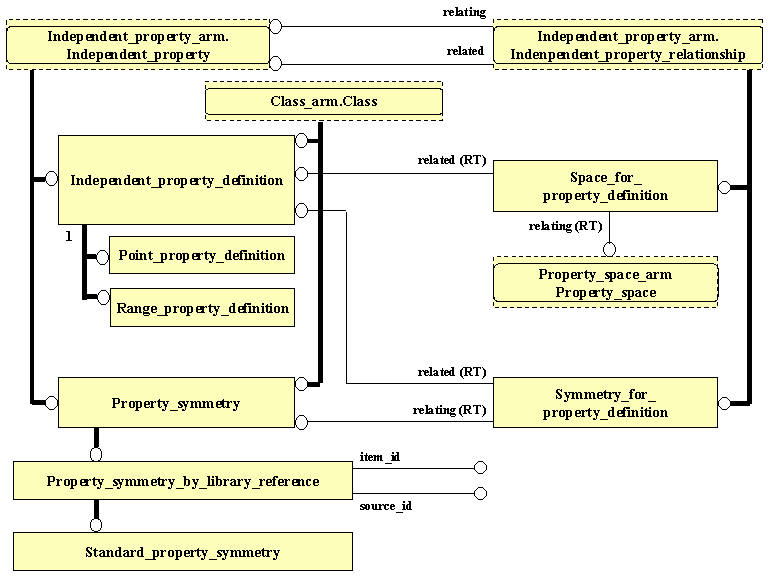 relating
Independent_property_arm.
Independent_property
related
Independent_property_arm.
Indenpendent_property_relationship
Class_arm.Class
Independent_property_definition
related (RT)
Space_for_
property_definition
relating (RT)
1
Point_property_definition
Property_space_arm
Property_space
Range_property_definition
related (RT)
Property_symmetry
relating (RT)
Symmetry_for_
property_definition
item_id
Property_symmetry_by_library_reference
source_id
Standard_property_symmetry